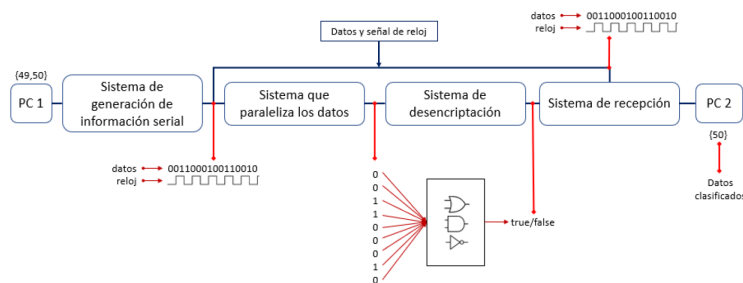 datos 0011000100110010
reloj
Datos y señal de reloj
{49,50}
PC 1
Sistema de
generación de
información serial
Sistema que
paraleliza los datos
Sistema de
desencriptación
Sistema de recepción
PC 2
{50}
Datos
clasificados
datos 0011000100110010
reloj
0
0
1
1
0
0
0
1
0
true/false